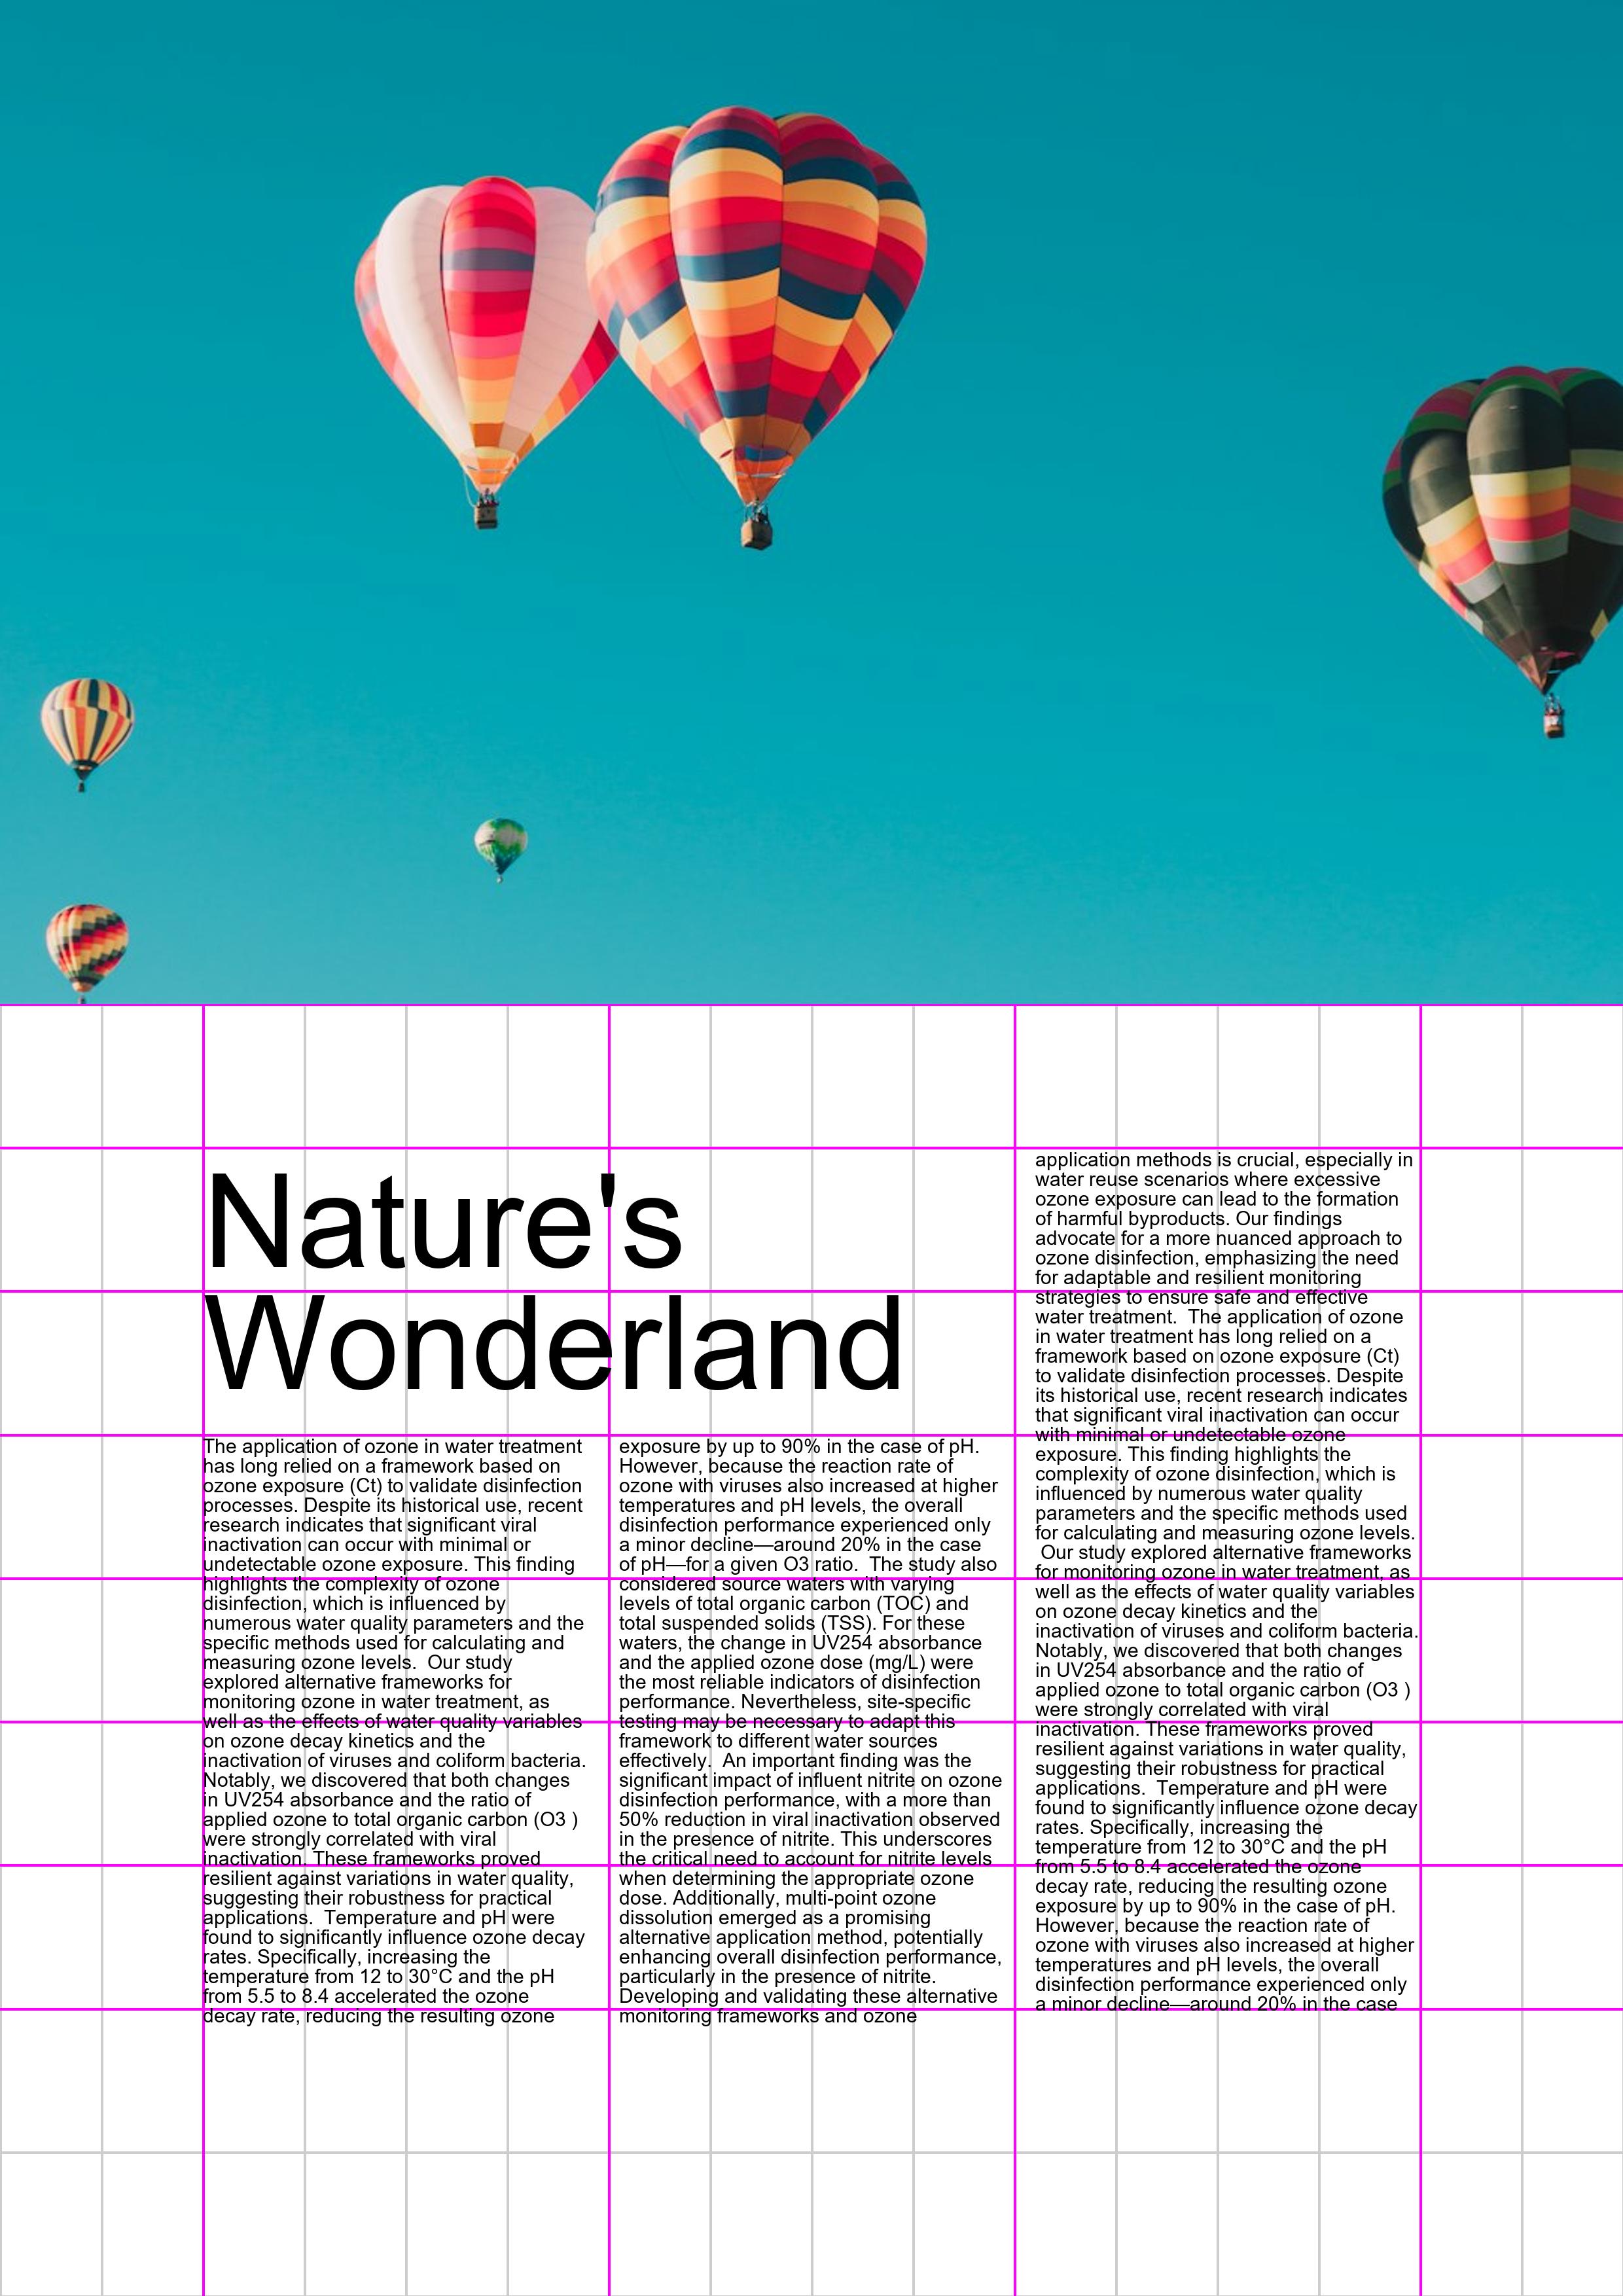 Nature's
Wonderland
The application of ozone in water treatment
has long relied on a framework based on
ozone exposure (Ct) to validate disinfection
processes. Despite its historical use, recent
research indicates that significant viral
inactivation can occur with minimal or
undetectable ozone exposure. This finding
highlights the complexity of ozone
disinfection, which is influenced by
numerous water quality parameters and the
specific methods used for calculating and
measuring ozone levels.  Our study
explored alternative frameworks for
monitoring ozone in water treatment, as
well as the effects of water quality variables
on ozone decay kinetics and the
inactivation of viruses and coliform bacteria.
Notably, we discovered that both changes
in UV254 absorbance and the ratio of
applied ozone to total organic carbon (O3 )
were strongly correlated with viral
inactivation. These frameworks proved
resilient against variations in water quality,
suggesting their robustness for practical
applications.  Temperature and pH were
found to significantly influence ozone decay
rates. Specifically, increasing the
temperature from 12 to 30°C and the pH
from 5.5 to 8.4 accelerated the ozone
decay rate, reducing the resulting ozone
exposure by up to 90% in the case of pH.
However, because the reaction rate of
ozone with viruses also increased at higher
temperatures and pH levels, the overall
disinfection performance experienced only
a minor decline—around 20% in the case
of pH—for a given O3 ratio.  The study also
considered source waters with varying
levels of total organic carbon (TOC) and
total suspended solids (TSS). For these
waters, the change in UV254 absorbance
and the applied ozone dose (mg/L) were
the most reliable indicators of disinfection
performance. Nevertheless, site-specific
testing may be necessary to adapt this
framework to different water sources
effectively.  An important finding was the
significant impact of influent nitrite on ozone
disinfection performance, with a more than
50% reduction in viral inactivation observed
in the presence of nitrite. This underscores
the critical need to account for nitrite levels
when determining the appropriate ozone
dose. Additionally, multi-point ozone
dissolution emerged as a promising
alternative application method, potentially
enhancing overall disinfection performance,
particularly in the presence of nitrite.
Developing and validating these alternative
monitoring frameworks and ozone
application methods is crucial, especially in
water reuse scenarios where excessive
ozone exposure can lead to the formation
of harmful byproducts. Our findings
advocate for a more nuanced approach to
ozone disinfection, emphasizing the need
for adaptable and resilient monitoring
strategies to ensure safe and effective
water treatment.  The application of ozone
in water treatment has long relied on a
framework based on ozone exposure (Ct)
to validate disinfection processes. Despite
its historical use, recent research indicates
that significant viral inactivation can occur
with minimal or undetectable ozone
exposure. This finding highlights the
complexity of ozone disinfection, which is
influenced by numerous water quality
parameters and the specific methods used
for calculating and measuring ozone levels.
Our study explored alternative frameworks
for monitoring ozone in water treatment, as
well as the effects of water quality variables
on ozone decay kinetics and the
inactivation of viruses and coliform bacteria.
Notably, we discovered that both changes
in UV254 absorbance and the ratio of
applied ozone to total organic carbon (O3 )
were strongly correlated with viral
inactivation. These frameworks proved
resilient against variations in water quality,
suggesting their robustness for practical
applications.  Temperature and pH were
found to significantly influence ozone decay
rates. Specifically, increasing the
temperature from 12 to 30°C and the pH
from 5.5 to 8.4 accelerated the ozone
decay rate, reducing the resulting ozone
exposure by up to 90% in the case of pH.
However, because the reaction rate of
ozone with viruses also increased at higher
temperatures and pH levels, the overall
disinfection performance experienced only
a minor decline—around 20% in the case